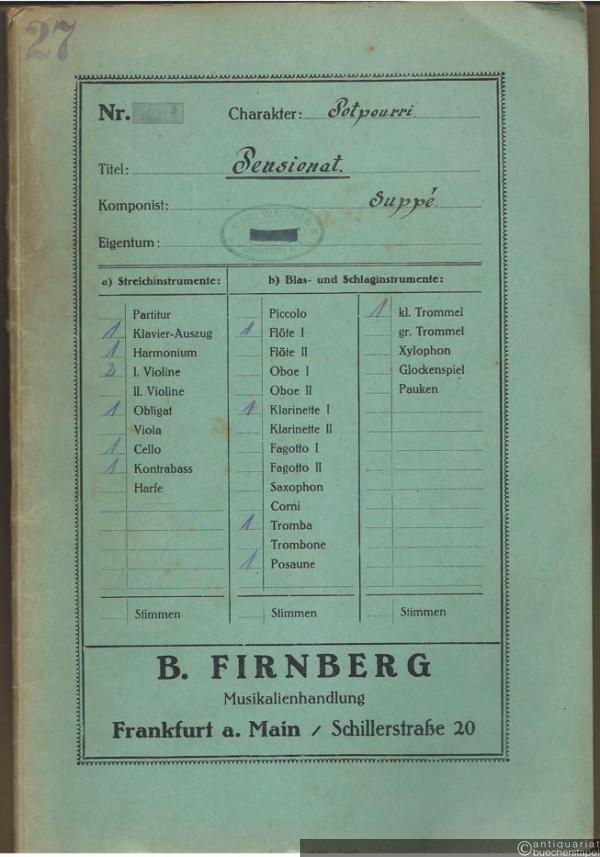 27
Nr. Charakter: Potpourri
Titel: Pensionat.
Komponist: Suppé
Eigentum:
a) Streichinstrumente:
Partitur
1 Klavier-Auszug
1 Harmonium
2 I. Violine
II. Violine
1 Obligat
Viola
1 Cello
1 Kontrabass
Harfe
Stimmen
b) Blas- und Schlaginstrumente:
Piccolo
1 Flöte I
Flöte II
Oboe I
Oboe II
1 Klarinette I
Klarinette II
Fagotto I
Fagotto II
Saxophon
Corni
1 Tromba
Trombone
1 Posaune
Stimmen
1 kl. Trommel
gr. Trommel
Xylophon
Glockenspiel
Pauken
Stimmen
B. FIRNBERG
Musikalienhandlung
Frankfurt a. Main / Schillerstraße 20
antiquariat
buecherstapel